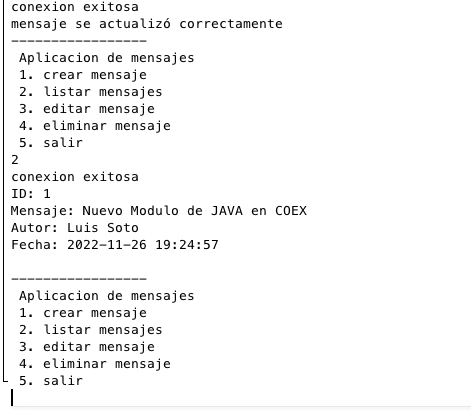 conexion exitosa
mensaje se actualizó correctamente
-----------------
Aplicacion de mensajes
1. crear mensaje
2. listar mensajes
3. editar mensaje
4. eliminar mensaje
5. salir
2
conexion exitosa
ID: 1
Mensaje: Nuevo Modulo de JAVA en COEX
Autor: Luis Soto
Fecha: 2022-11-26 19:24:57
-----------------
Aplicacion de mensajes
1. crear mensaje
2. listar mensajes
3. editar mensaje
4. eliminar mensaje
5. salir